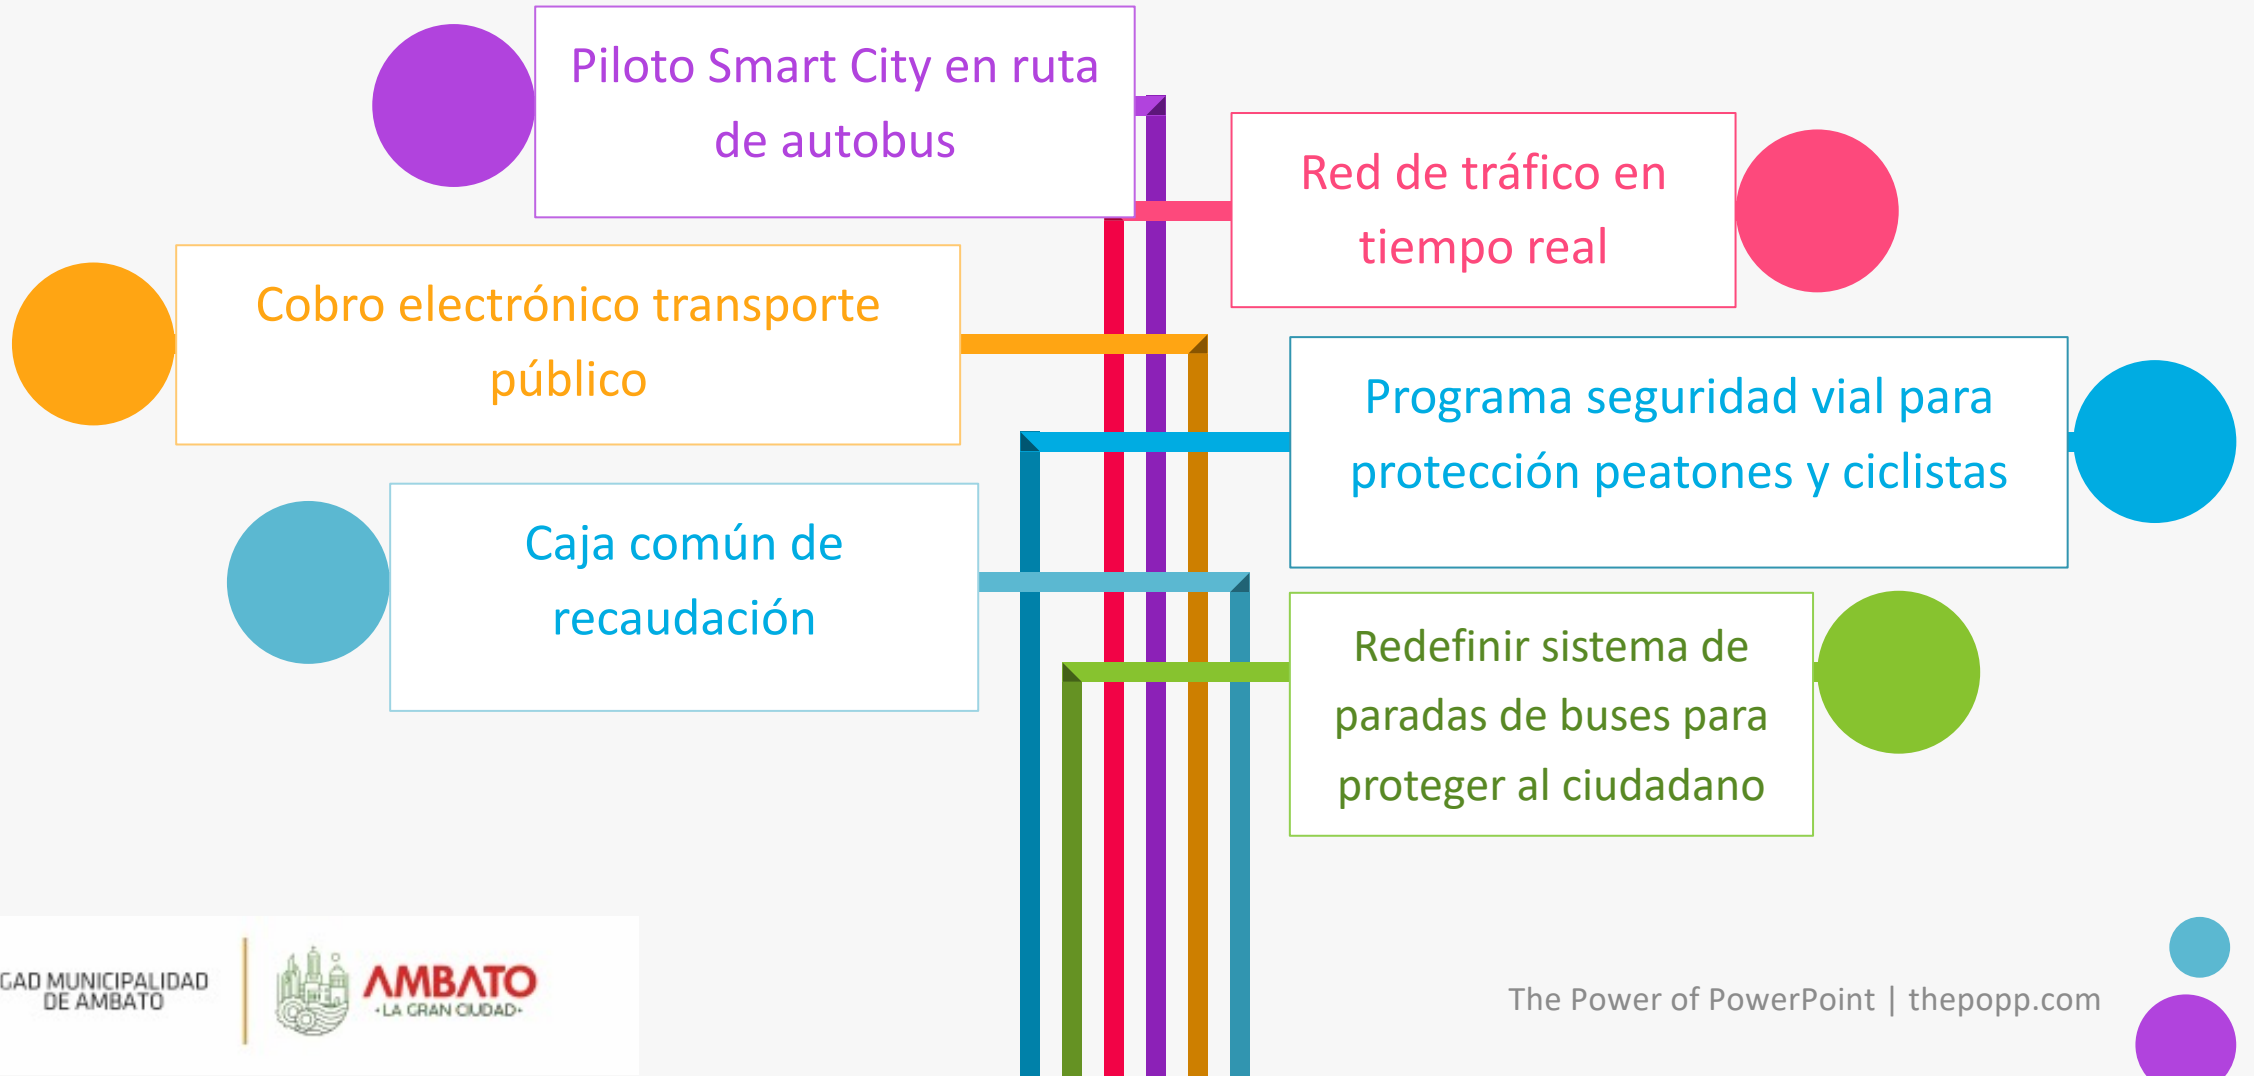 Piloto Smart City en ruta
de autobus
Red de tráfico en
tiempo real
Cobro electrónico transporte
público
Programa seguridad vial para
protección peatones y ciclistas
Caja común de
recaudación
Redefinir sistema de
paradas de buses para
proteger al ciudadano
GAD MUNICIPALIDAD
DE AMBATO
AMBATO
•LA GRAN CIUDAD•
The Power of PowerPoint | thepopp.com